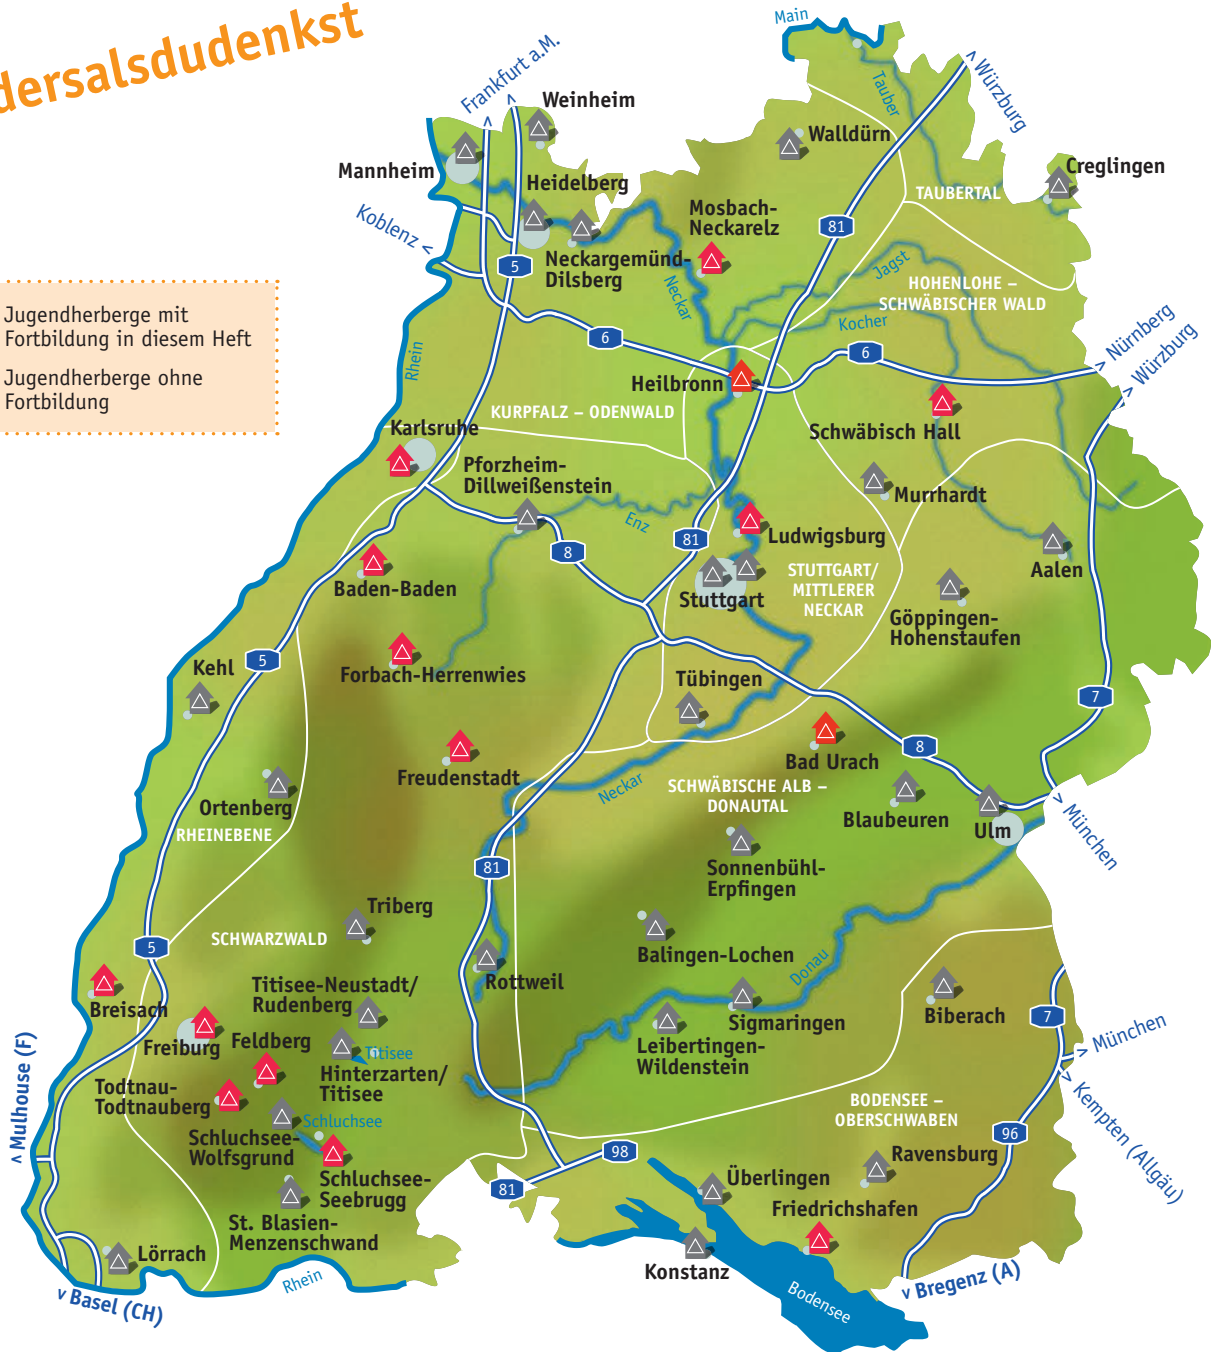 dersalsdudenkst
Jugendherberge mit
Fortbildung in diesem Heft
Jugendherberge ohne
Fortbildung
Main
Tauber
> Würzburg
Frankfurt a.M. >
>
Weinheim
Walldürn
Mannheim
Creglingen
Heidelberg
TAUBERTAL
Koblenz <
Mosbach-
Neckarelz
81
Neckargemünd-
Dilsberg
5
Neckar
Jagst
HOHENLOHE –
SCHWÄBISCHER WALD
Kocher
6
6
> Nürnberg
> Würzburg
Rhein
Heilbronn
KURPFALZ – ODENWALD
Schwäbisch Hall
Karlsruhe
Pforzheim-
Dillweißenstein
Murrhardt
Enz
81
Ludwigsburg
8
Aalen
Baden-Baden
Stuttgart
STUTTGART/
MITTLERER
NECKAR
Göppingen-
Hohenstaufen
5
Kehl
Forbach-Herrenwies
Tübingen
7
Bad Urach
8
Freudenstadt
Neckar
SCHWÄBISCHE ALB –
DONAUTAL
Ortenberg
Blaubeuren
Ulm
> München
RHEINEBENE
81
Sonnenbühl-
Erpfingen
Triberg
5
SCHWARZWALD
Balingen-Lochen
Donau
Rottweil
Breisach
Titisee-Neustadt/
Rudenberg
Sigmaringen
Biberach
7
Freiburg
Feldberg
Titisee
Leibertingen-
Wildenstein
> München
< Mulhouse (F)
Hinterzarten/
Titisee
Todtnau-
Todtnauberg
> Kempten (Allgäu)
BODENSEE –
OBERSCHWABEN
Schluchsee
96
Schluchsee-
Wolfsgrund
98
Ravensburg
Schluchsee-
Seebrugg
81
Überlingen
Friedrichshafen
St. Blasien-
Menzenschwand
Lörrach
Konstanz
Rhein
Bodensee
< Bregenz (A)
< Basel (CH)